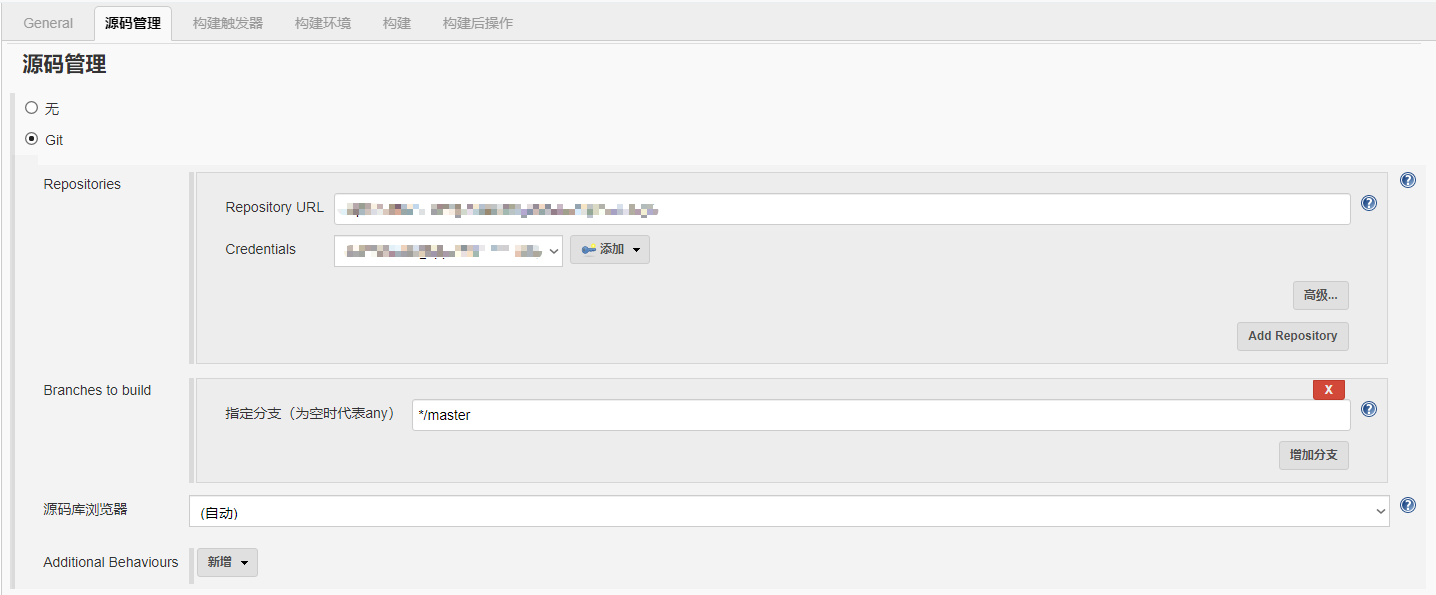 General 源码管理 构建触发器 构建环境 构建 构建后操作
源码管理
无
Git
Repositories
Repository URL
Credentials 添加
高级...
Add Repository
Branches to build
X
指定分支（为空时代表any） */master
增加分支
源码库浏览器 (自动)
Additional Behaviours 新增